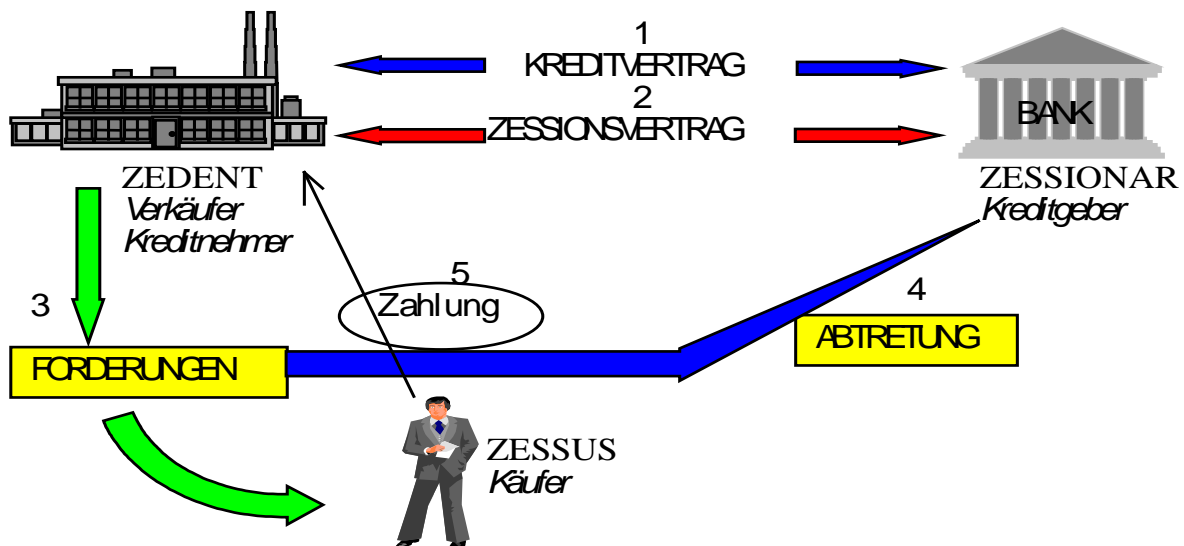 1
KREDITVERTRAG
2
ZESSIONSVERTRAG
BANK
ZEDENT
Verkäufer
Kreditnehmer
ZESSIONAR
Kreditgeber
3
5
Zahlung
4
FORDERUNGEN
ABTRETUNG
ZESSUS
Käufer